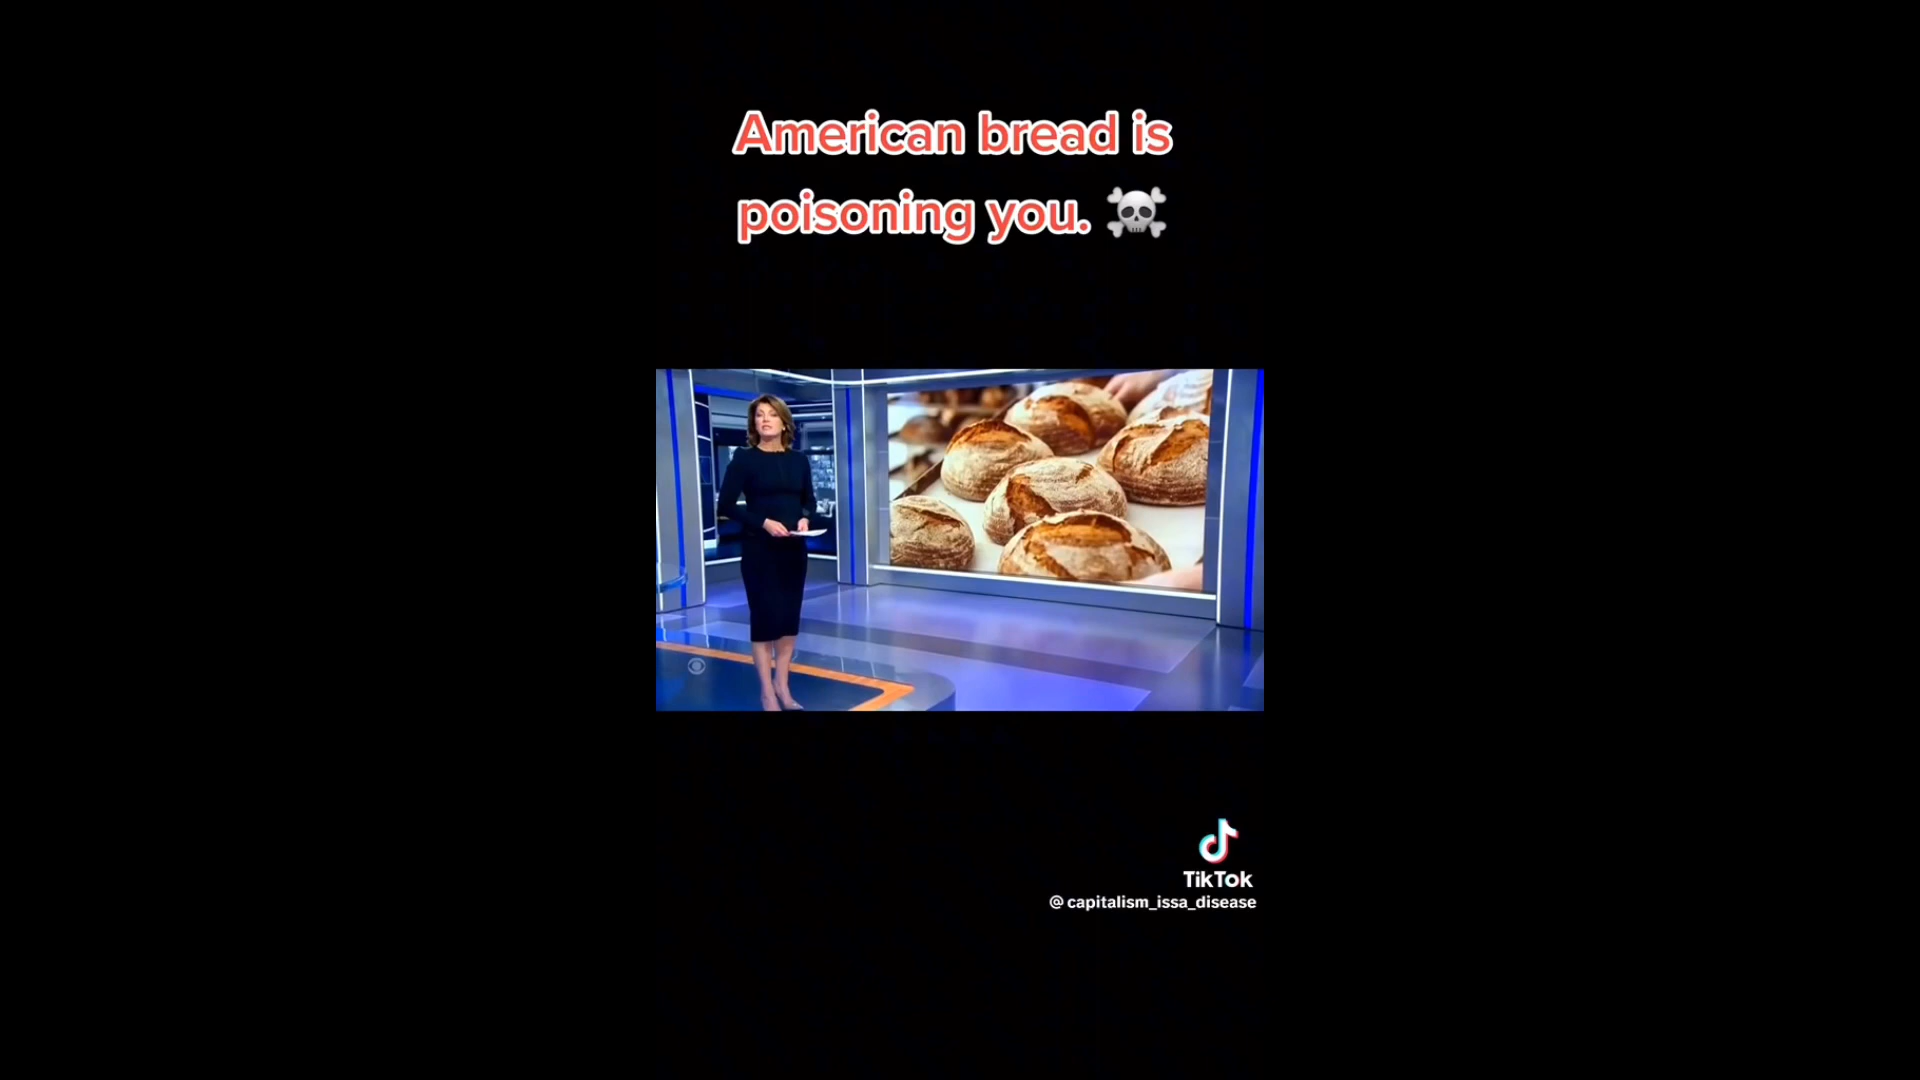 American bread is
poisoning you. ☠️
TikTok
@capitalism_issa_disease